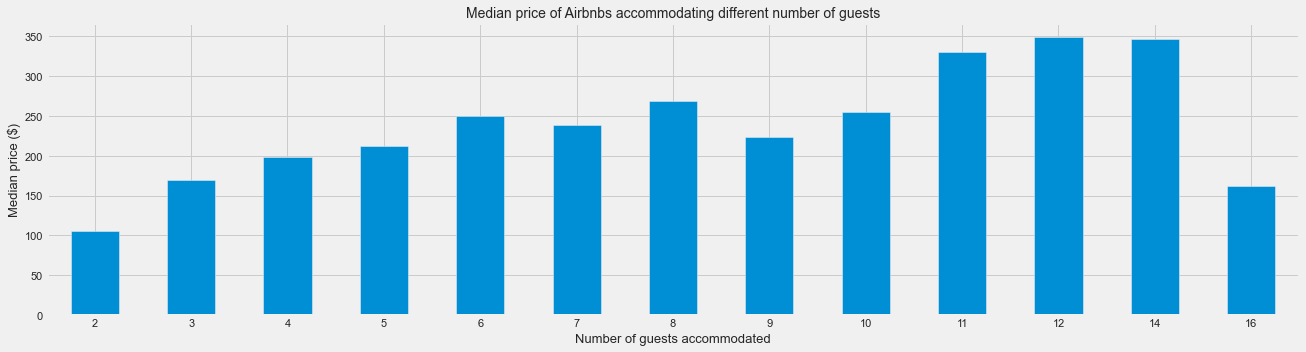 Median price of Airbnbs accommodating different number of guests
Median price ($)
350
300
250
200
150
100
50
0
2 3 4 5 6 7 8 9 10 11 12 14 16
Number of guests accommodated